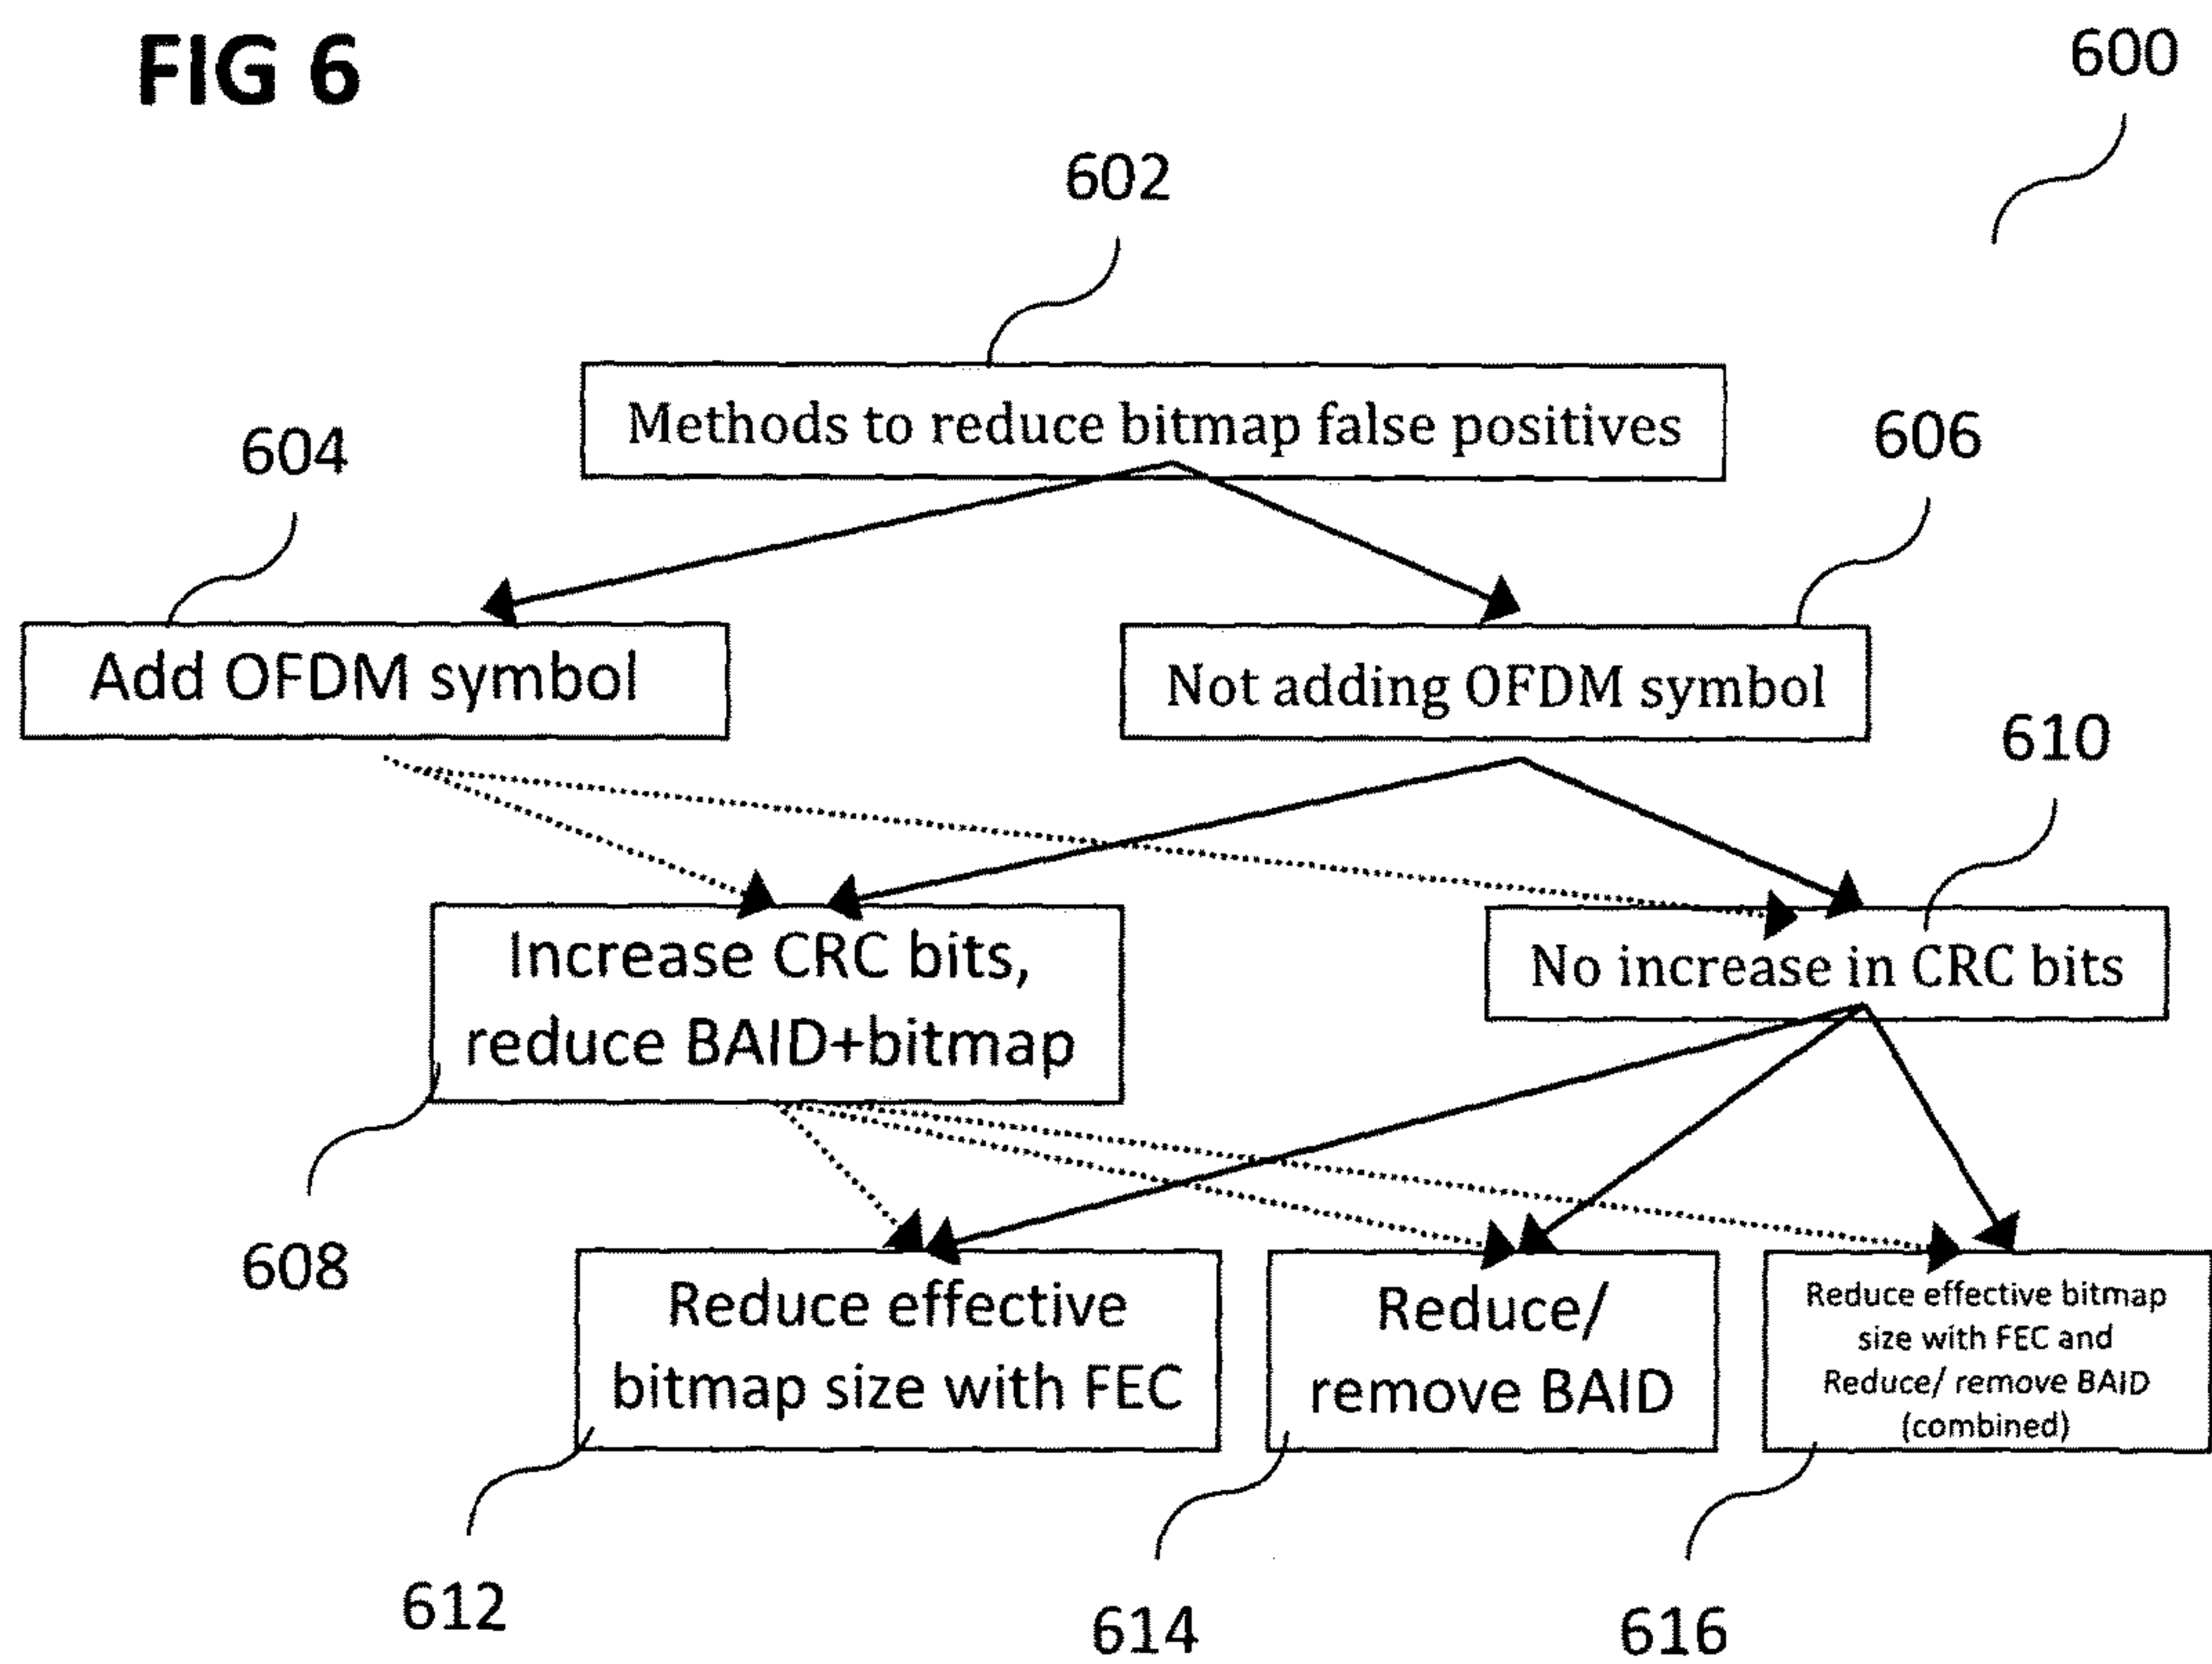 FIG 6
600
602
Methods to reduce bitmap false positives
604
606
Add OFDM symbol
Not adding OFDM symbol
610
Increase CRC bits,
reduce BAID+bitmap
No increase in CRC bits
608
Reduce effective
bitmap size with FEC
Reduce/
remove BAID
Reduce effective bitmap
size with FEC and
Reduce/ remove BAID
(combined)
612
614
616